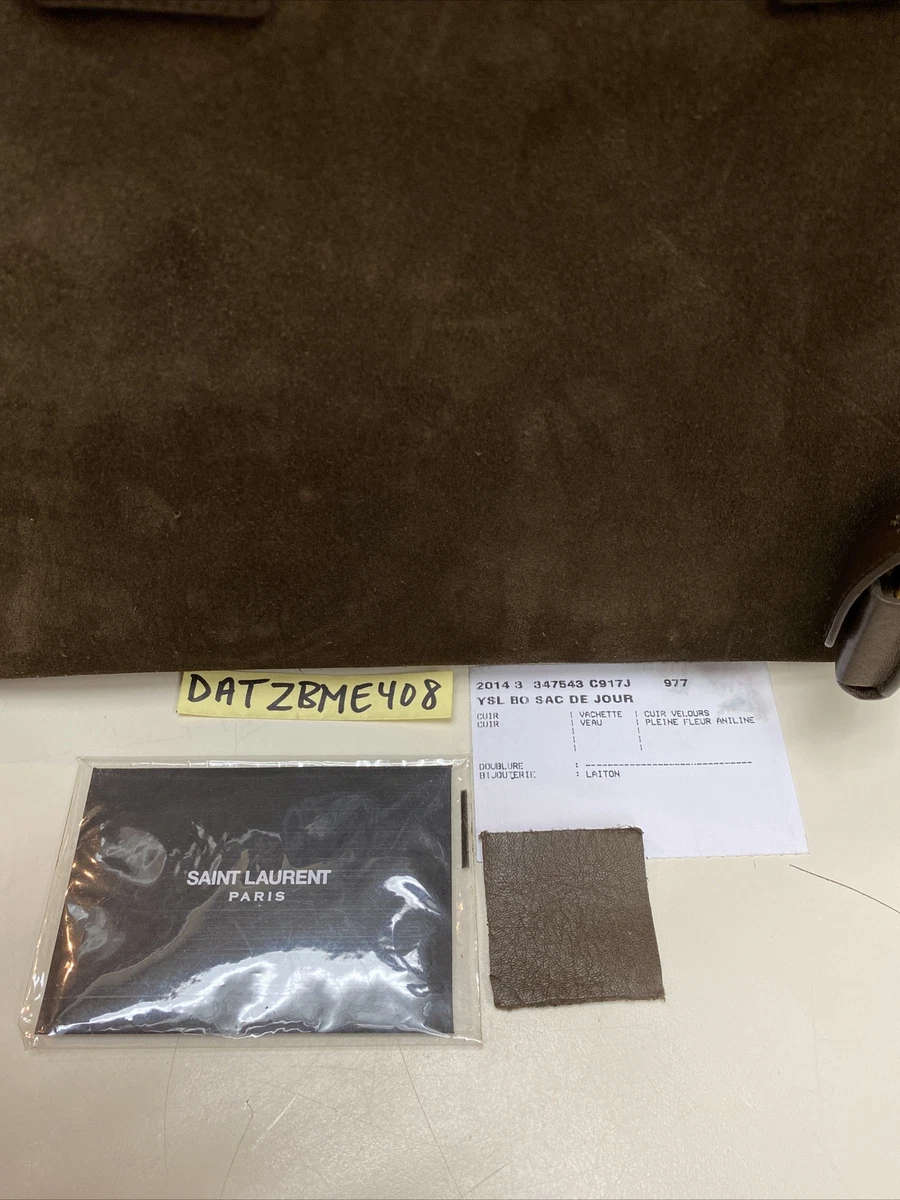 DATZBME408
2014 3 347543 C917J 977
YSL BO SAC DE JOUR
CUIR | VACHETTE | CUIR VELOURS
CUIR | VEAU | PLEINE FLEUR ANILINE
DOUBLURE : --------------------------------
BIJOUTERIE : LAITON
SAINT LAURENT
PARIS